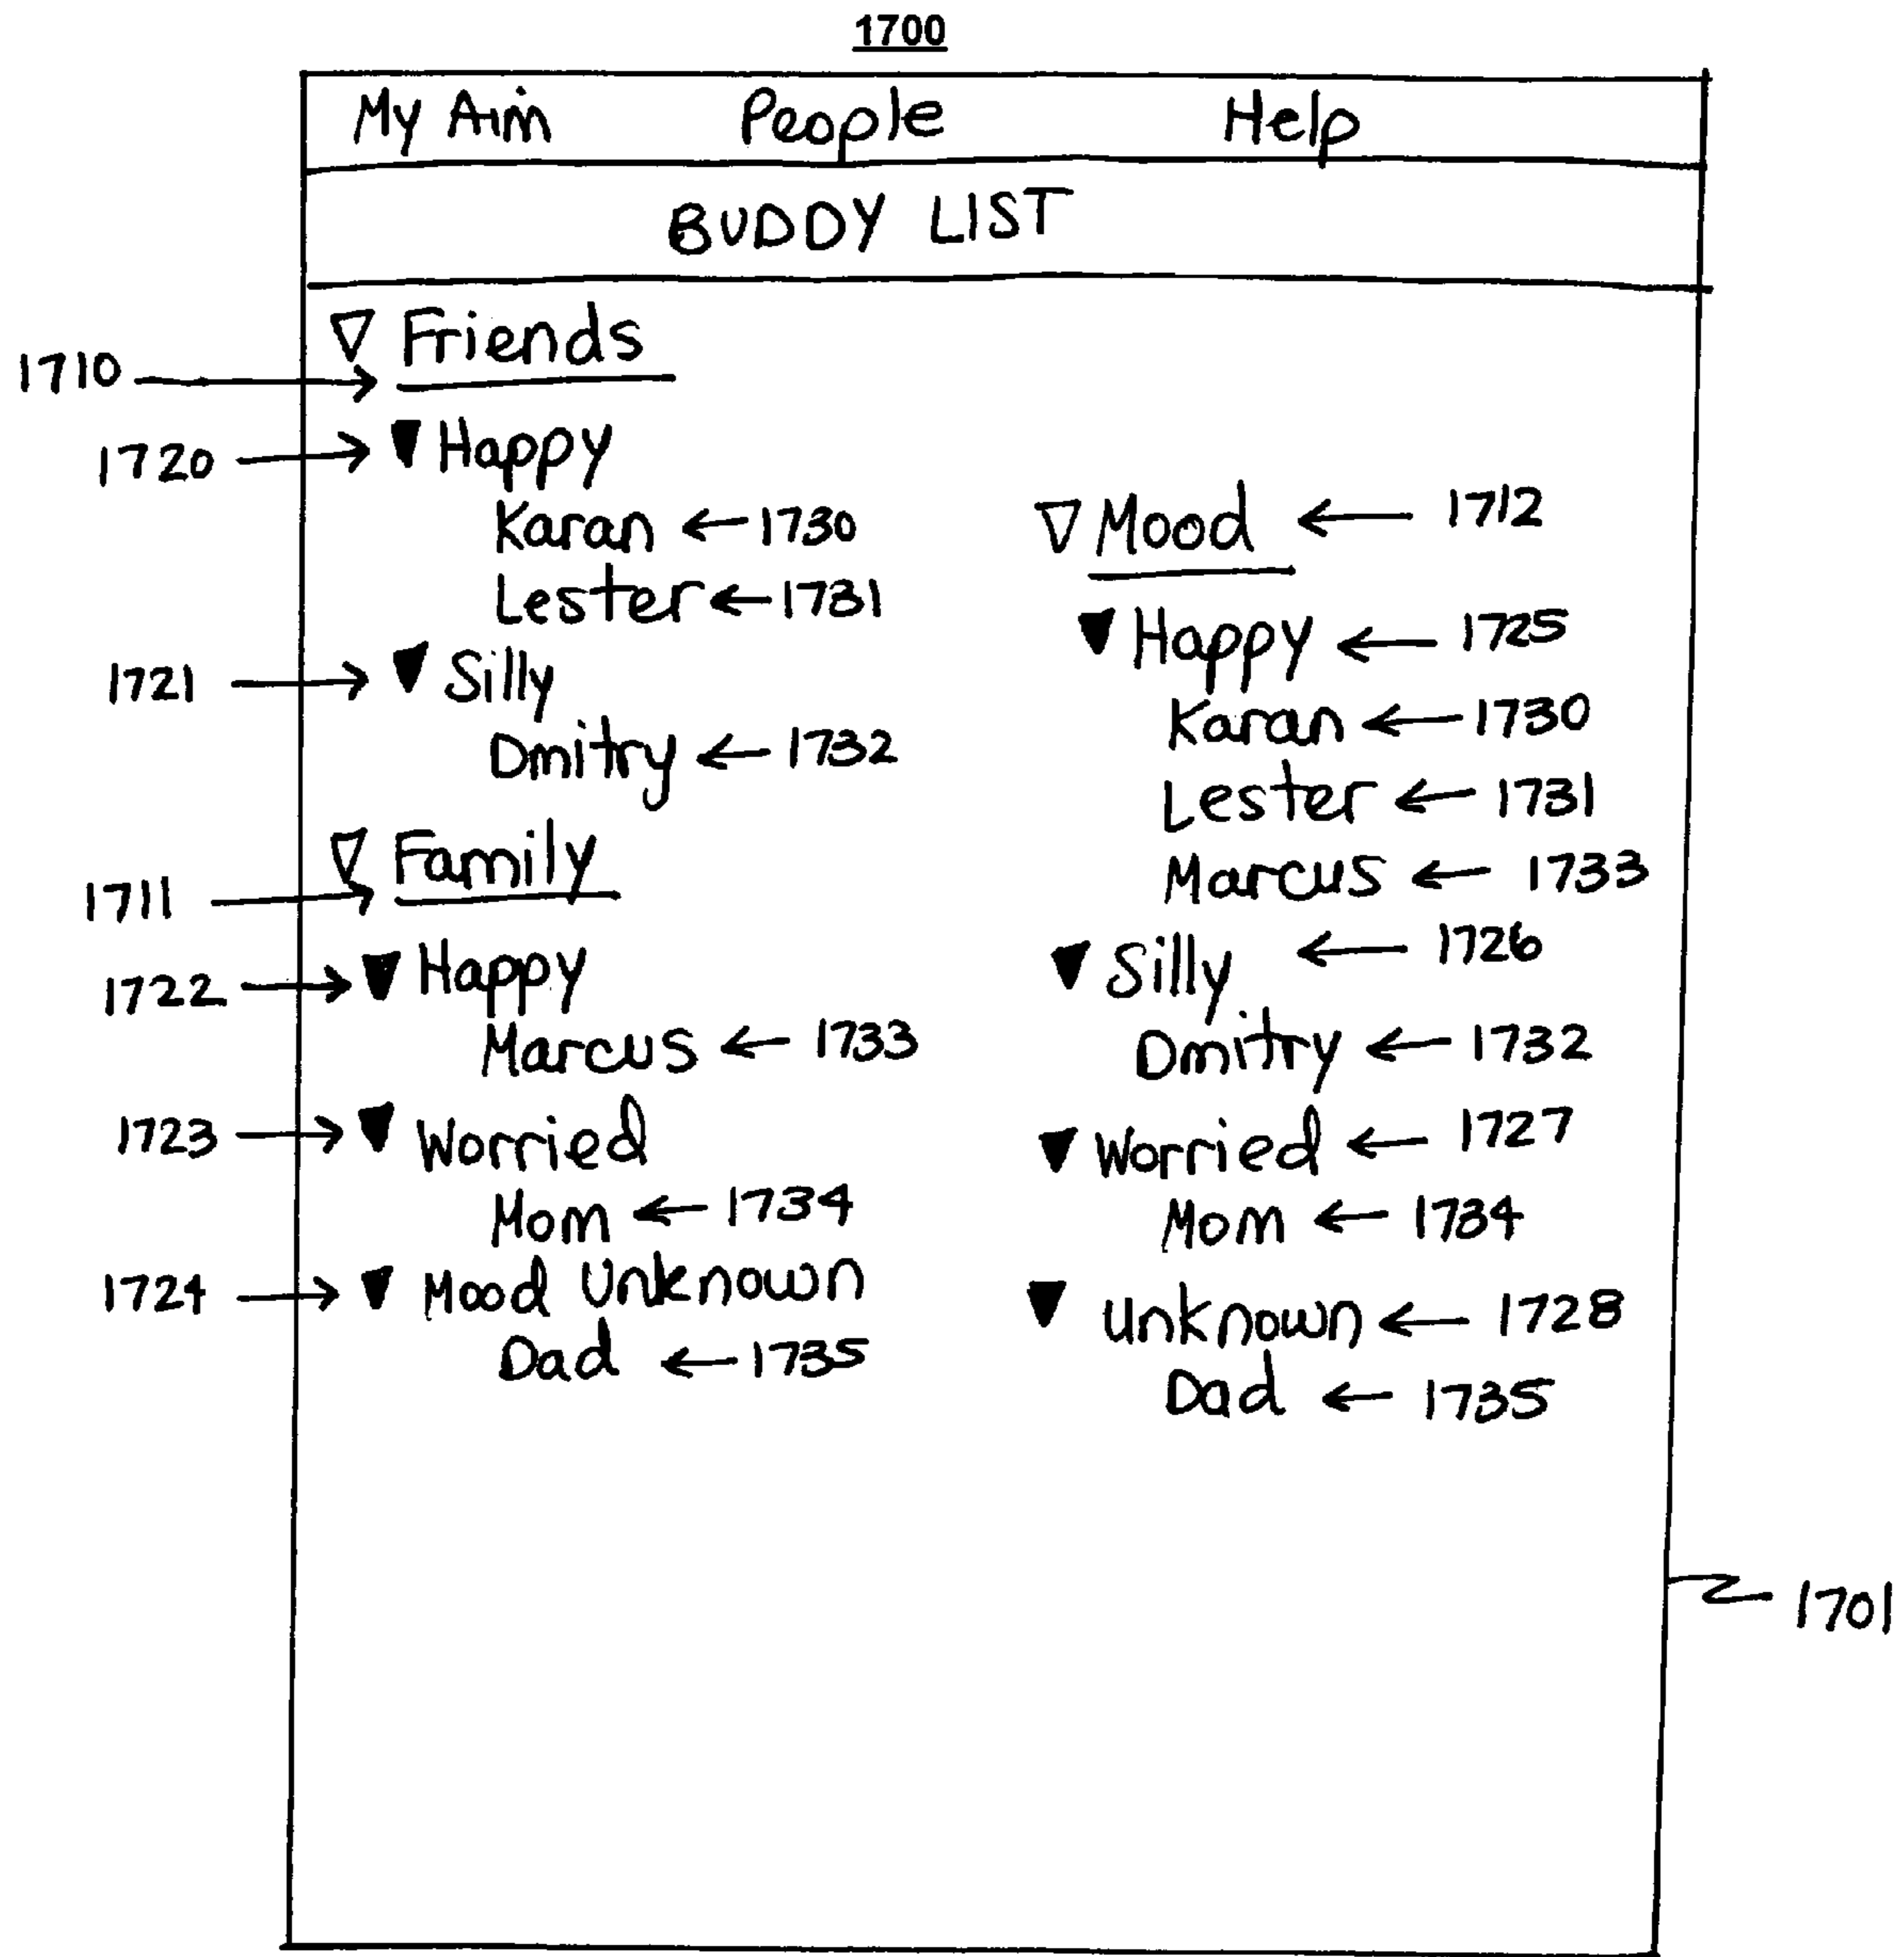 1700
My Aim People Help
BUDDY LIST
▽ Friends
1710
1720 ▼ Happy
Karan ← 1730
Lester ← 1731
1721 ▼ Silly
Dmitry ← 1732
▽ Family
1711
1722 ▼ Happy
Marcus ← 1733
1723 ▼ Worried
Mom ← 1734
1724 ▼ Mood Unknown
Dad ← 1735
▽ Mood ← 1712
▼ Happy ← 1725
Karan ← 1730
Lester ← 1731
Marcus ← 1733
▼ Silly ← 1726
Dmitry ← 1732
▼ Worried ← 1727
Mom ← 1734
▼ Unknown ← 1728
Dad ← 1735
1701